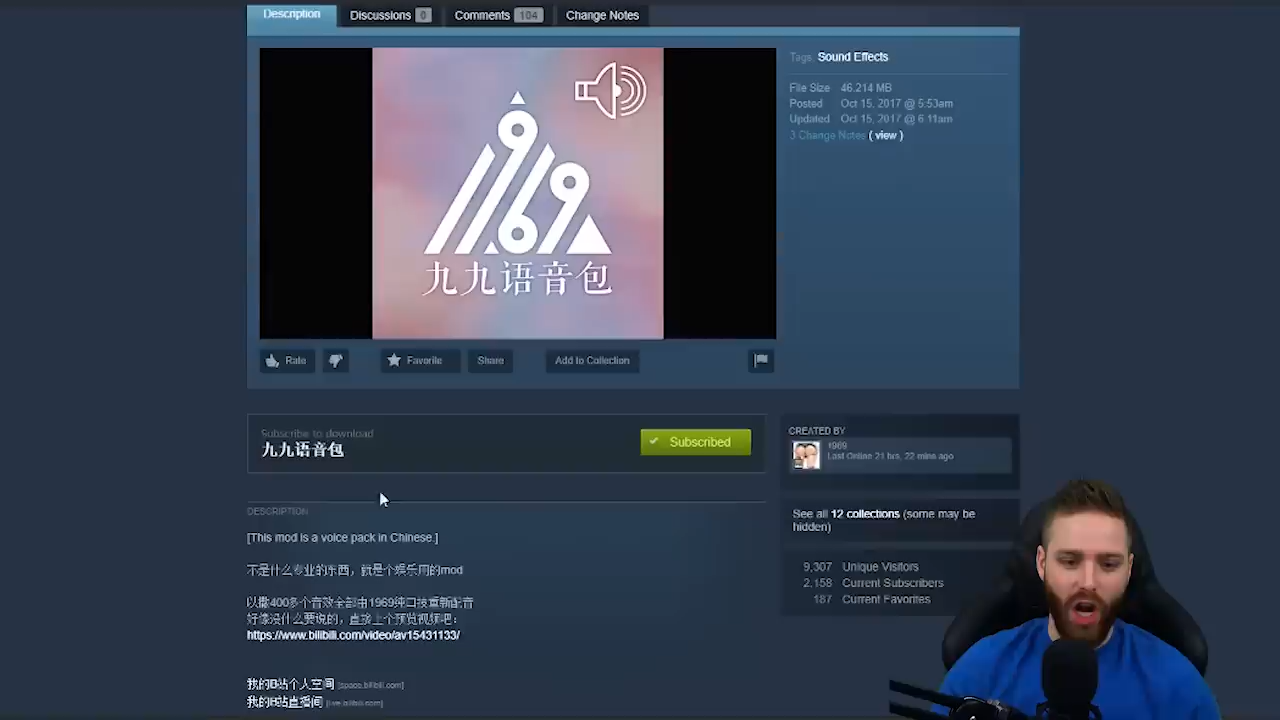 Description
Discussions 0
Comments 104
Change Notes
1969
九九语音包
Tags: Sound Effects
File Size 46.214 MB
Posted Oct 15, 2017 @ 5:53am
Updated Oct 15, 2017 @ 6:11am
3 Change Notes ( view )
Rate
Favorite
Share
Add to Collection
Subscribe to download
九九语音包
Subscribed
CREATED BY
1969
Last Online 21 hrs, 22 mins ago
See all 12 collections (some may be
hidden)
9,307 Unique Visitors
2,158 Current Subscribers
187 Current Favorites
DESCRIPTION
[This mod is a voice pack in Chinese.]
不是什么专业的东西，就是个娱乐用的mod
以撒400多个音效全部由1969纯口技重新配音
好像没什么要说的，直接上个预览视频吧：
https://www.bilibili.com/video/av15431133/
我的B站个人空间 [space.bilibili.com]
我的B站直播间 [live.bilibili.com]